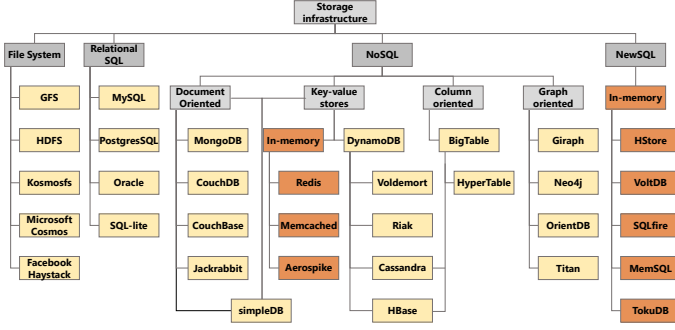 Storage
infrastructure
File System
Relational
SQL
NoSQL
NewSQL
Document
Oriented
Key-value
stores
Column
oriented
Graph
oriented
In-memory
GFS
MySQL
MongoDB
In-memory
DynamoDB
BigTable
Giraph
HStore
HDFS
PostgresSQL
CouchDB
Redis
Voldemort
HyperTable
Neo4j
VoltDB
Kosmosfs
Oracle
CouchBase
Memcached
Riak
OrientDB
SQLfire
Microsoft
Cosmos
SQL-lite
Jackrabbit
Aerospike
Cassandra
Titan
MemSQL
Facebook
Haystack
simpleDB
HBase
TokuDB